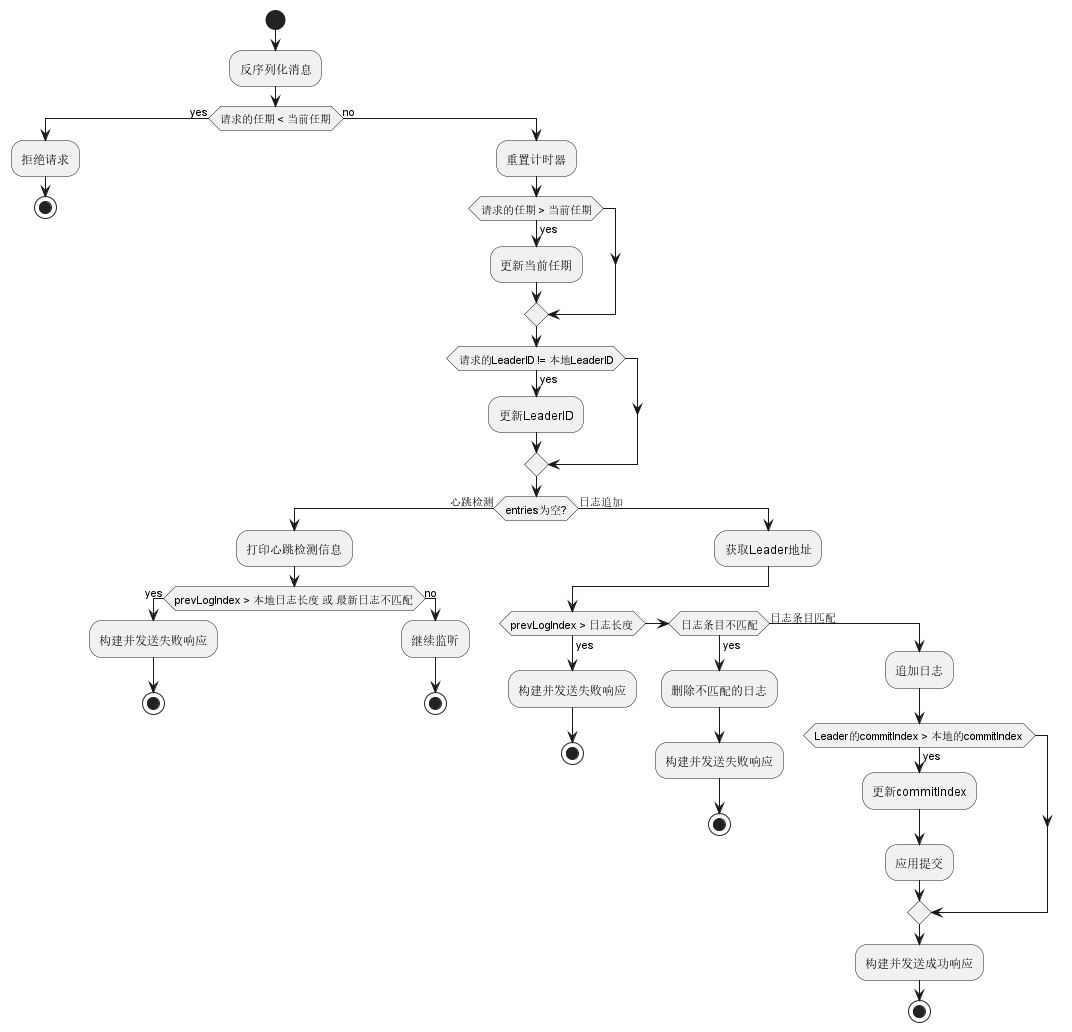 反序列化消息
yes
请求的任期 < 当前任期
no
拒绝请求
重置计时器
请求的任期 > 当前任期
yes
更新当前任期
请求的LeaderID != 本地LeaderID
yes
更新LeaderID
心跳检测
entries为空?
日志追加
打印心跳检测信息
获取Leader地址
yes
prevLogIndex > 本地日志长度 或 最新日志不匹配
no
构建并发送失败响应
继续监听
prevLogIndex > 日志长度
yes
构建并发送失败响应
日志条目不匹配
yes
删除不匹配的日志
构建并发送失败响应
日志条目匹配
追加日志
Leader的commitIndex > 本地的commitIndex
yes
更新commitIndex
应用提交
构建并发送成功响应